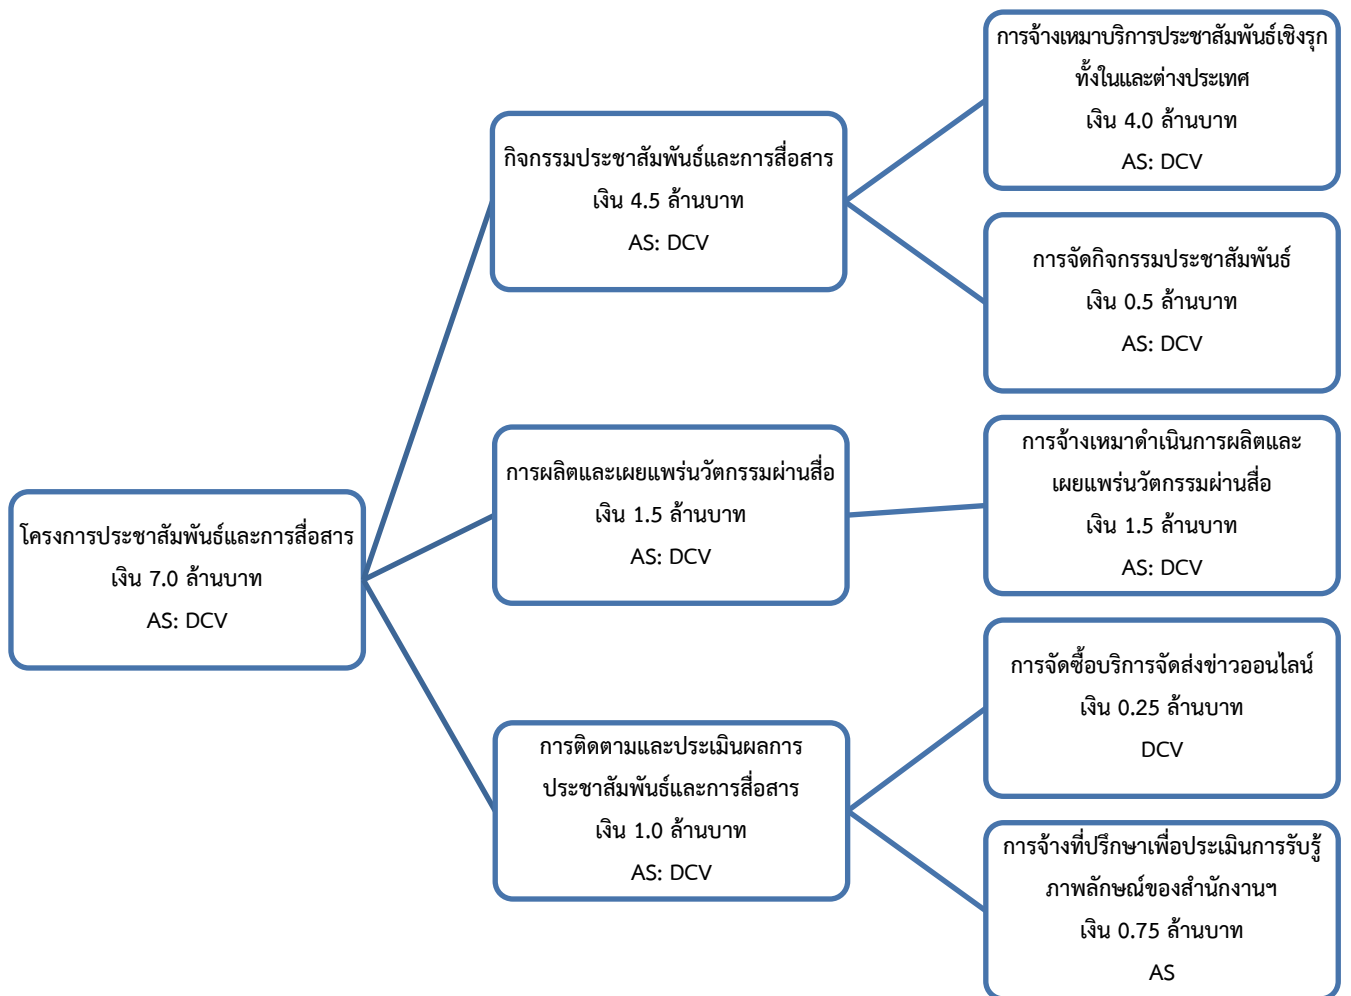 โครงการประชาสัมพันธ์และการสื่อสาร
เงิน 7.0 ล้านบาท
AS: DCV
กิจกรรมประชาสัมพันธ์และการสื่อสาร
เงิน 4.5 ล้านบาท
AS: DCV
การจ้างเหมาบริการประชาสัมพันธ์เชิงรุก
ทั้งในและต่างประเทศ
เงิน 4.0 ล้านบาท
AS: DCV
การจัดกิจกรรมประชาสัมพันธ์
เงิน 0.5 ล้านบาท
AS: DCV
การผลิตและเผยแพร่นวัตกรรมผ่านสื่อ
เงิน 1.5 ล้านบาท
AS: DCV
การจ้างเหมาดำเนินการผลิตและ
เผยแพร่นวัตกรรมผ่านสื่อ
เงิน 1.5 ล้านบาท
AS: DCV
การติดตามและประเมินผลการ
ประชาสัมพันธ์และการสื่อสาร
เงิน 1.0 ล้านบาท
AS: DCV
การจัดซื้อบริการจัดส่งข่าวออนไลน์
เงิน 0.25 ล้านบาท
DCV
การจ้างที่ปรึกษาเพื่อประเมินการรับรู้
ภาพลักษณ์ของสำนักงานฯ
เงิน 0.75 ล้านบาท
AS